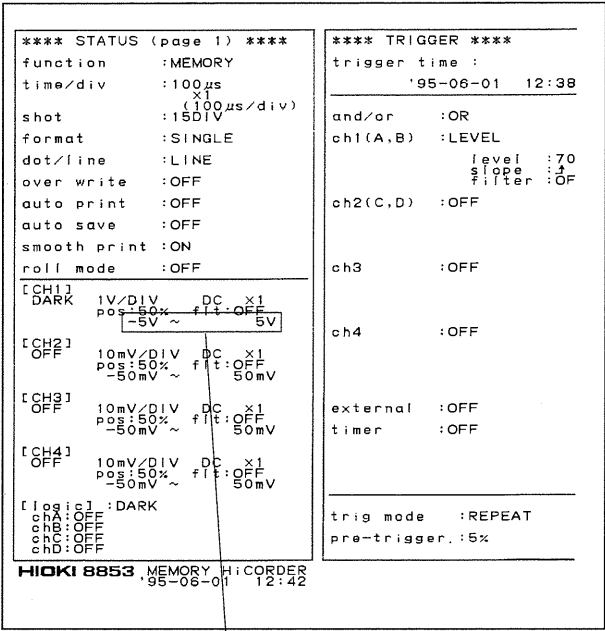 **** STATUS (page 1) ****
function :MEMORY
time/div :100µs
×1
(100µs/div)
shot :15DIV
format :SINGLE
dot/line :LINE
over write :OFF
auto print :OFF
auto save :OFF
smooth print :ON
roll mode :OFF
[CH1]
DARK 1V/DIV DC ×1
pos:50% flt:OFF
-5V ~ 5V
[CH2]
OFF 10mV/DIV DC ×1
pos:50% flt:OFF
-50mV ~ 50mV
[CH3]
OFF 10mV/DIV DC ×1
pos:50% flt:OFF
-50mV ~ 50mV
[CH4]
OFF 10mV/DIV DC ×1
pos:50% flt:OFF
-50mV ~ 50mV
[logic] :DARK
chA:OFF
chB:OFF
chC:OFF
chD:OFF
HIOKI 8853 MEMORY HiCORDER
'95-06-01 12:42
**** TRIGGER ****
trigger time :
'95-06-01 12:38
and/or :OR
ch1(A,B) :LEVEL
level :70
slope :↑
filter :OF
ch2(C,D) :OFF
ch3 :OFF
ch4 :OFF
external :OFF
timer :OFF
trig mode :REPEAT
pre-trigger.:5%